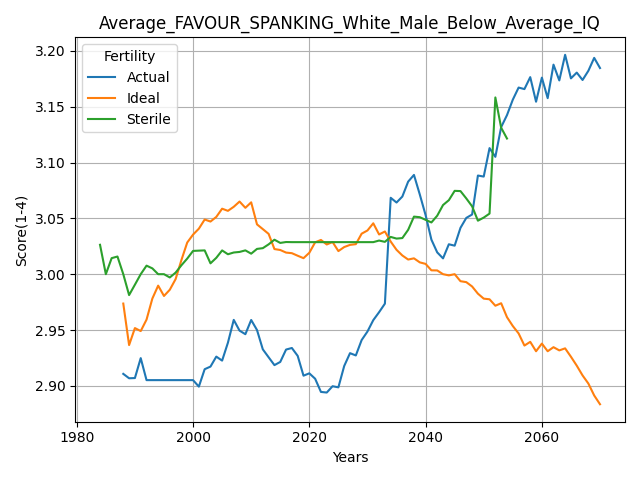 Average_FAVOUR_SPANKING_White_Male_Below_Average_IQ
Fertility
Actual
Ideal
Sterile
Score(1-4)
3.20
3.15
3.10
3.05
3.00
2.95
2.90
1980
2000
2020
2040
2060
Years